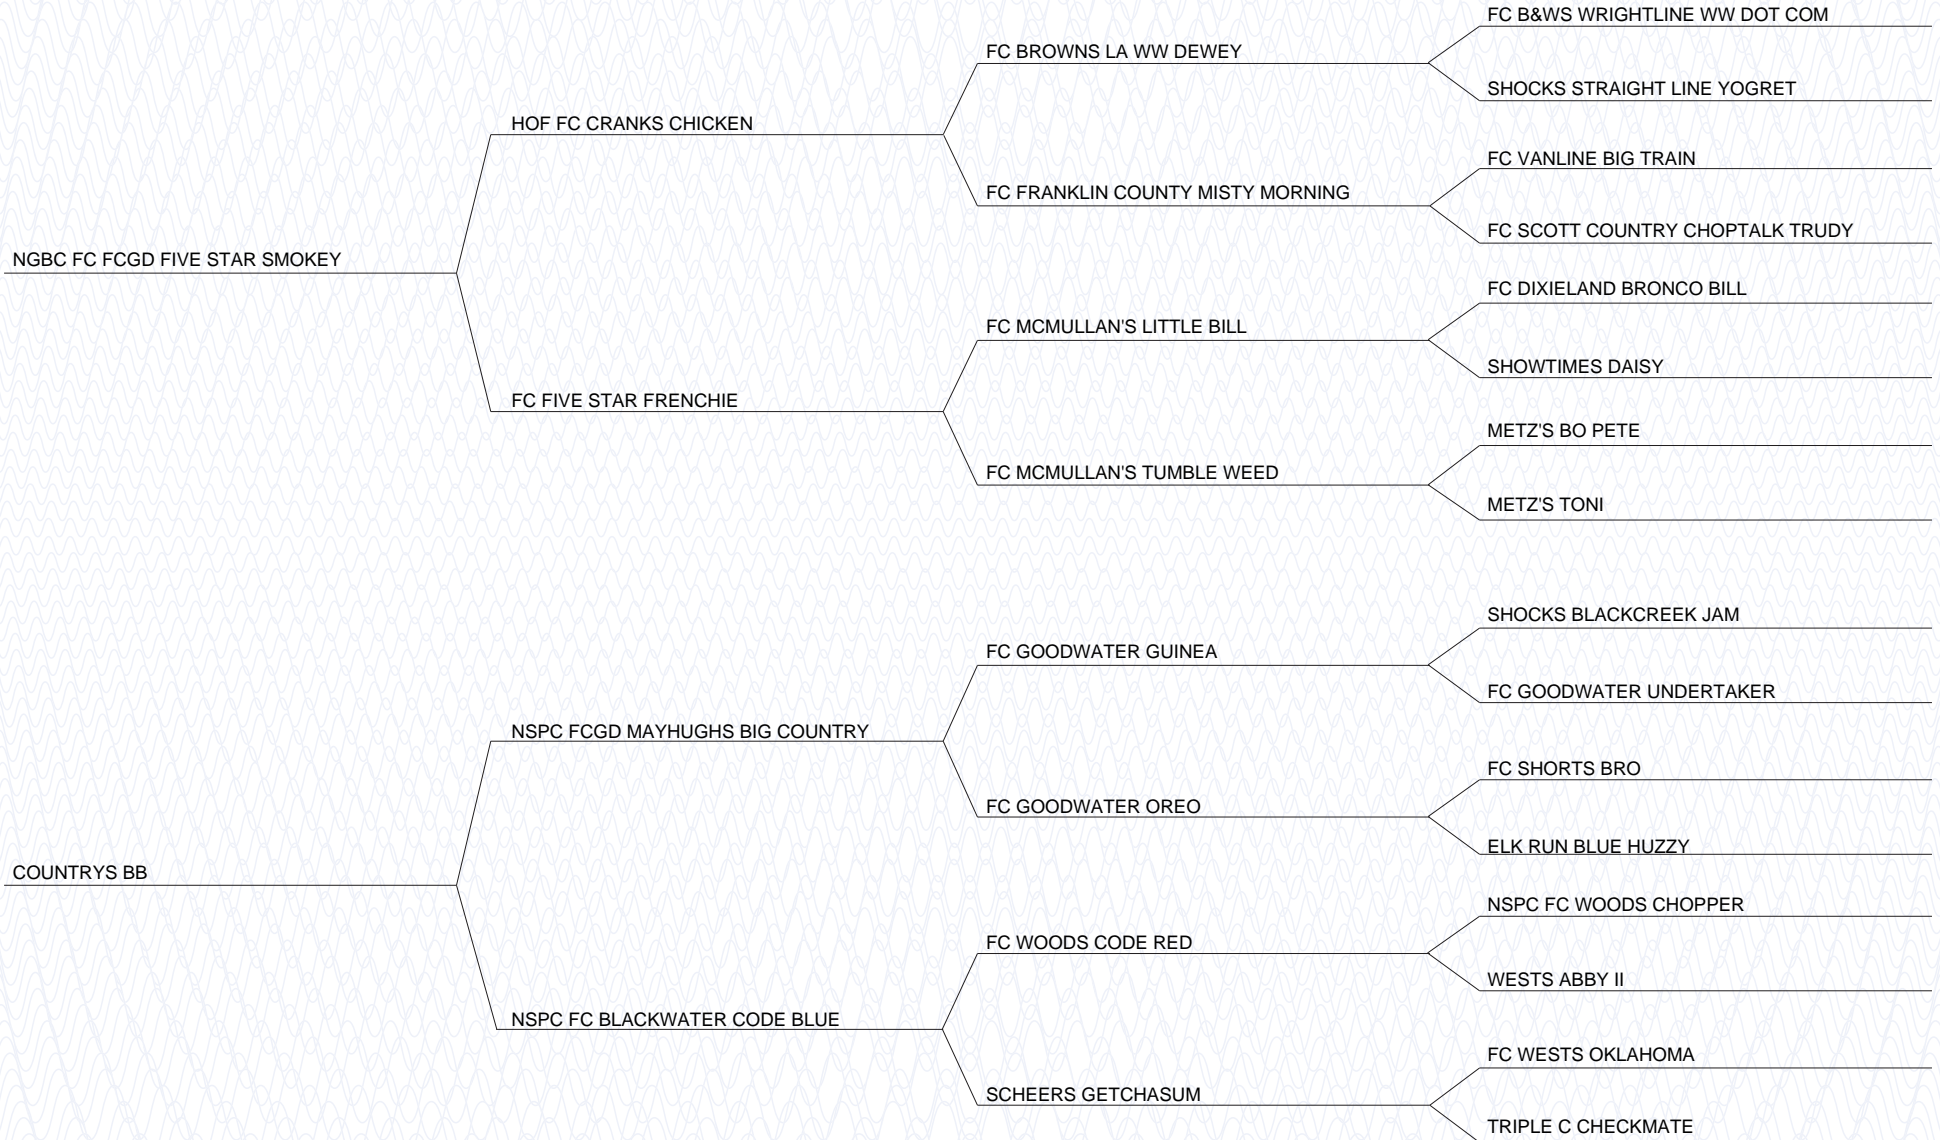 FC B&WS WRIGHTLINE WW DOT COM
FC BROWNS LA WW DEWEY
SHOCKS STRAIGHT LINE YOGRET
HOF FC CRANKS CHICKEN
FC VANLINE BIG TRAIN
FC FRANKLIN COUNTY MISTY MORNING
FC SCOTT COUNTRY CHOPTALK TRUDY
NGBC FC FCGD FIVE STAR SMOKEY
FC DIXIELAND BRONCO BILL
FC MCMULLAN'S LITTLE BILL
SHOWTIMES DAISY
FC FIVE STAR FRENCHIE
METZ'S BO PETE
FC MCMULLAN'S TUMBLE WEED
METZ'S TONI
SHOCKS BLACKCREEK JAM
FC GOODWATER GUINEA
FC GOODWATER UNDERTAKER
NSPC FCGD MAYHUGHS BIG COUNTRY
FC SHORTS BRO
FC GOODWATER OREO
ELK RUN BLUE HUZZY
COUNTRYS BB
NSPC FC WOODS CHOPPER
FC WOODS CODE RED
WESTS ABBY II
NSPC FC BLACKWATER CODE BLUE
FC WESTS OKLAHOMA
SCHEERS GETCHASUM
TRIPLE C CHECKMATE